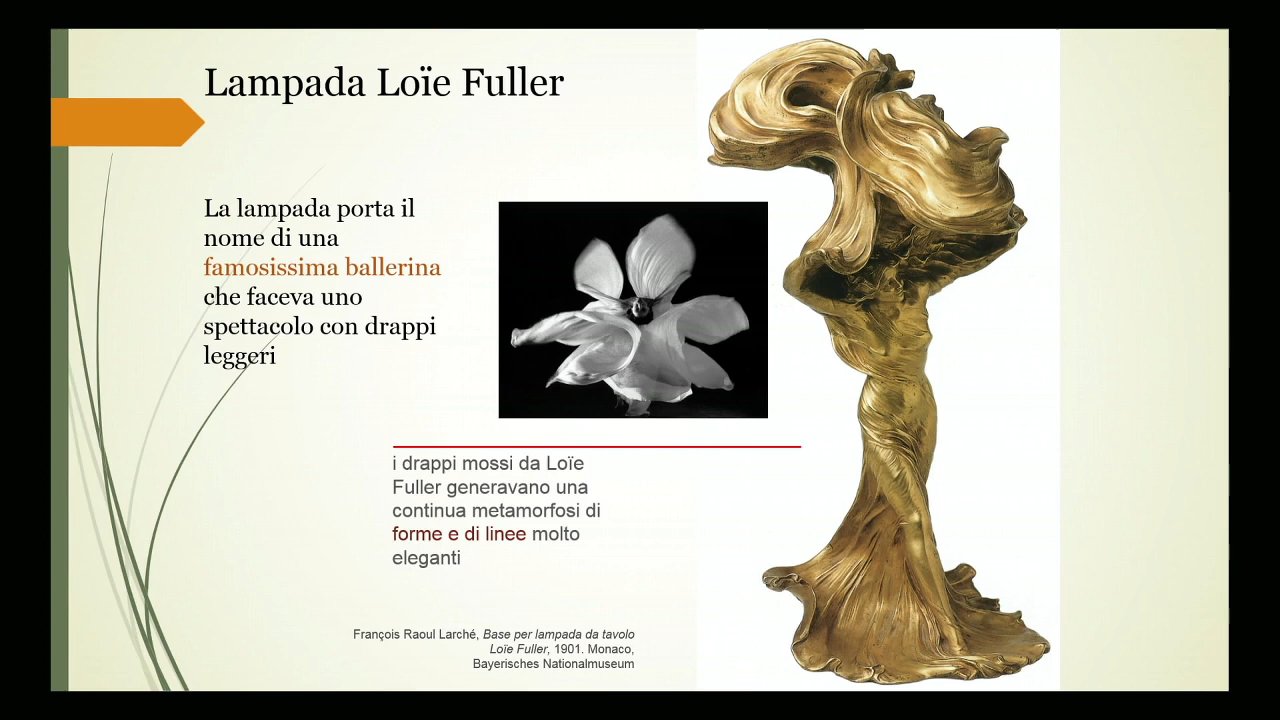 Lampada Loïe Fuller
La lampada porta il
nome di una
famosissima ballerina
che faceva uno
spettacolo con drappi
leggeri
i drappi mossi da Loïe
Fuller generavano una
continua metamorfosi di
forme e di linee molto
eleganti
François Raoul Larché, Base per lampada da tavolo
Loïe Fuller, 1901. Monaco,
Bayerisches Nationalmuseum